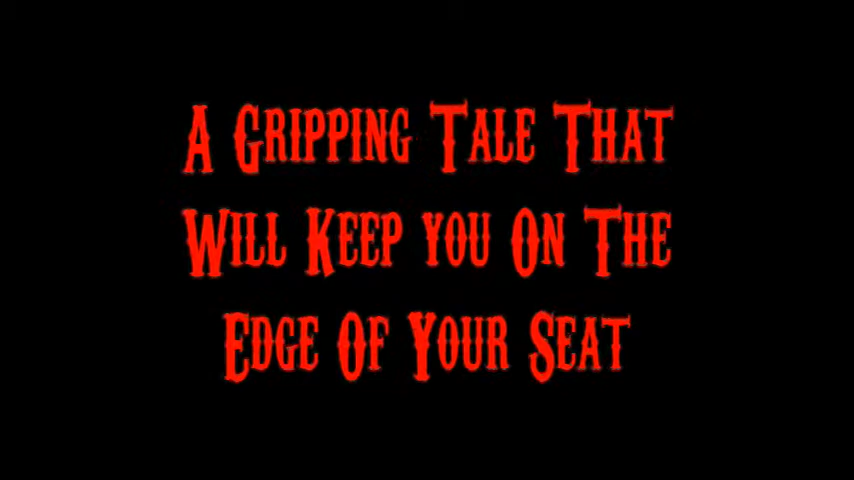 A Gripping Tale That
Will Keep you On The
Edge Of Your Seat